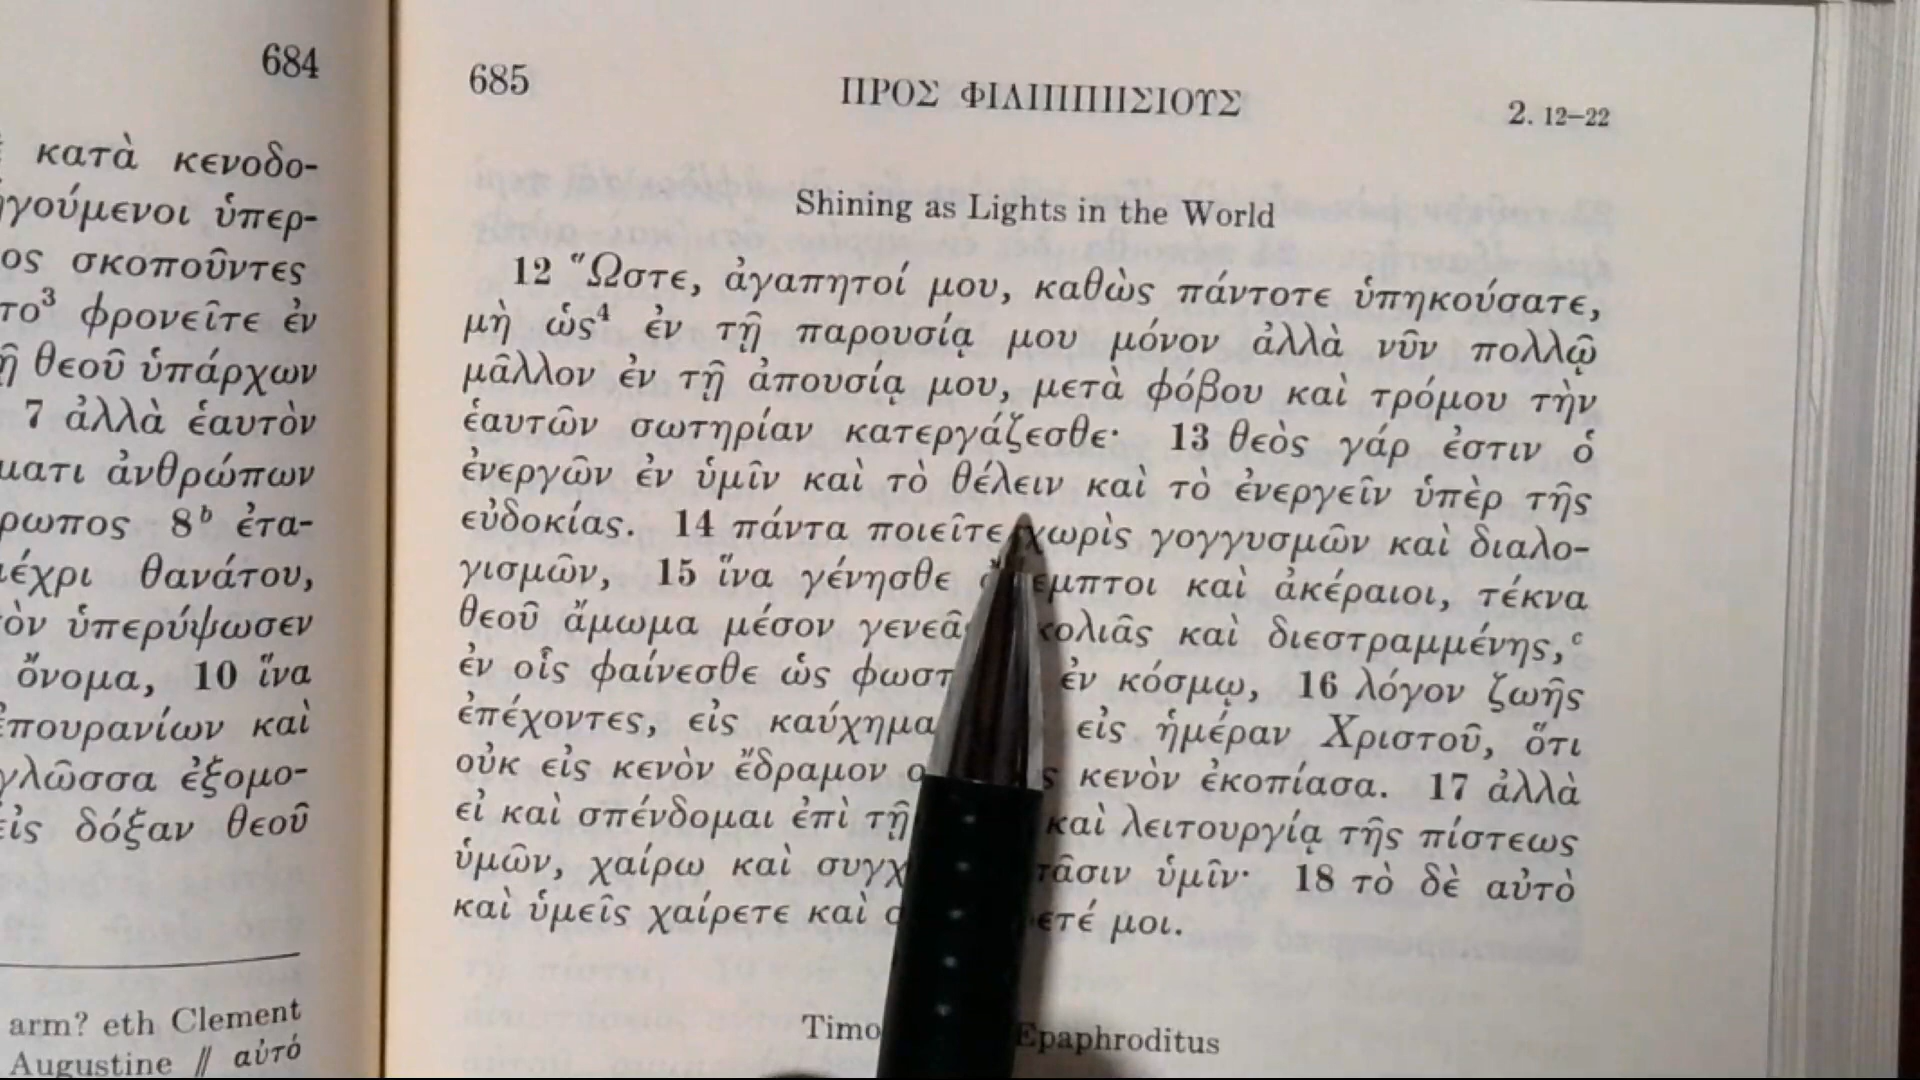 684
κατὰ κενοδο-
γούμενοι ὑπερ-
ος σκοποῦντες
το³ φρονεῖτε ἐν
ῇ θεοῦ ὑπάρχων
7 ἀλλὰ ἑαυτὸν
ματι ἀνθρώπων
ρωπος 8ᵇ ἐτα-
έχρι θανάτου,
ὸν ὑπερύψωσεν
ὄνομα, 10 ἵνα
πουρανίων καὶ
γλῶσσα ἐξομο-
εἰς δόξαν θεοῦ
arm? eth Clement
Augustine // αὐτό
685 ΠΡΟΣ ΦΙΛΙΠΠΗΣΙΟΥΣ 2. 12–22
Shining as Lights in the World
12 Ὥστε, ἀγαπητοί μου, καθὼς πάντοτε ὑπηκούσατε,
μὴ ὡς⁴ ἐν τῇ παρουσίᾳ μου μόνον ἀλλὰ νῦν πολλῷ
μᾶλλον ἐν τῇ ἀπουσίᾳ μου, μετὰ φόβου καὶ τρόμου τὴν
ἑαυτῶν σωτηρίαν κατεργάζεσθε· 13 θεὸς γάρ ἐστιν ὁ
ἐνεργῶν ἐν ὑμῖν καὶ τὸ θέλειν καὶ τὸ ἐνεργεῖν ὑπὲρ τῆς
εὐδοκίας. 14 πάντα ποιεῖτε χωρὶς γογγυσμῶν καὶ διαλο-
γισμῶν, 15 ἵνα γένησθε εμπτοι καὶ ἀκέραιοι, τέκνα
θεοῦ ἄμωμα μέσον γενεᾶς κολιᾶς καὶ διεστραμμένης,ᶜ
ἐν οἷς φαίνεσθε ὡς φωστ ἐν κόσμῳ, 16 λόγον ζωῆς
ἐπέχοντες, εἰς καύχημα εἰς ἡμέραν Χριστοῦ, ὅτι
οὐκ εἰς κενὸν ἔδραμον ο ς κενὸν ἐκοπίασα. 17 ἀλλὰ
εἰ καὶ σπένδομαι ἐπὶ τῇ καὶ λειτουργίᾳ τῆς πίστεως
ὑμῶν, χαίρω καὶ συγχ τᾶσιν ὑμῖν· 18 τὸ δὲ αὐτὸ
καὶ ὑμεῖς χαίρετε καὶ σ ετέ μοι.
Timo Epaphroditus